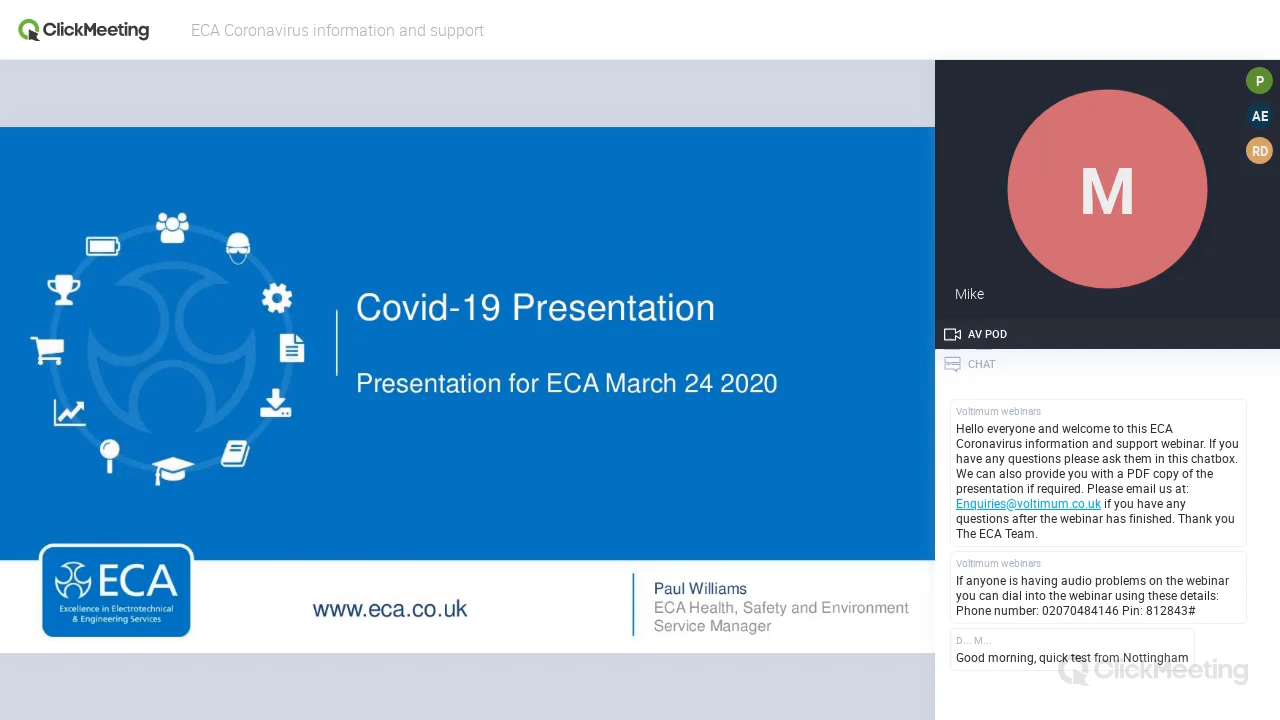 ClickMeeting
ECA Coronavirus information and support
P
AE
RD
M
Mike
AV POD
CHAT
Covid-19 Presentation
Presentation for ECA March 24 2020
ECA
Excellence in Electrotechnical
& Engineering Services
www.eca.co.uk
Paul Williams
ECA Health, Safety and Environment
Service Manager
Voltimum webinars
Hello everyone and welcome to this ECA
Coronavirus information and support webinar. If you
have any questions please ask them in this chatbox.
We can also provide you with a PDF copy of the
presentation if required. Please email us at:
Enquiries@voltimum.co.uk if you have any
questions after the webinar has finished. Thank you
The ECA Team.
Voltimum webinars
If anyone is having audio problems on the webinar
you can dial into the webinar using these details:
Phone number: 02070484146 Pin: 812843#
D... M...
Good morning, quick test from Nottingham
ClickMeeting